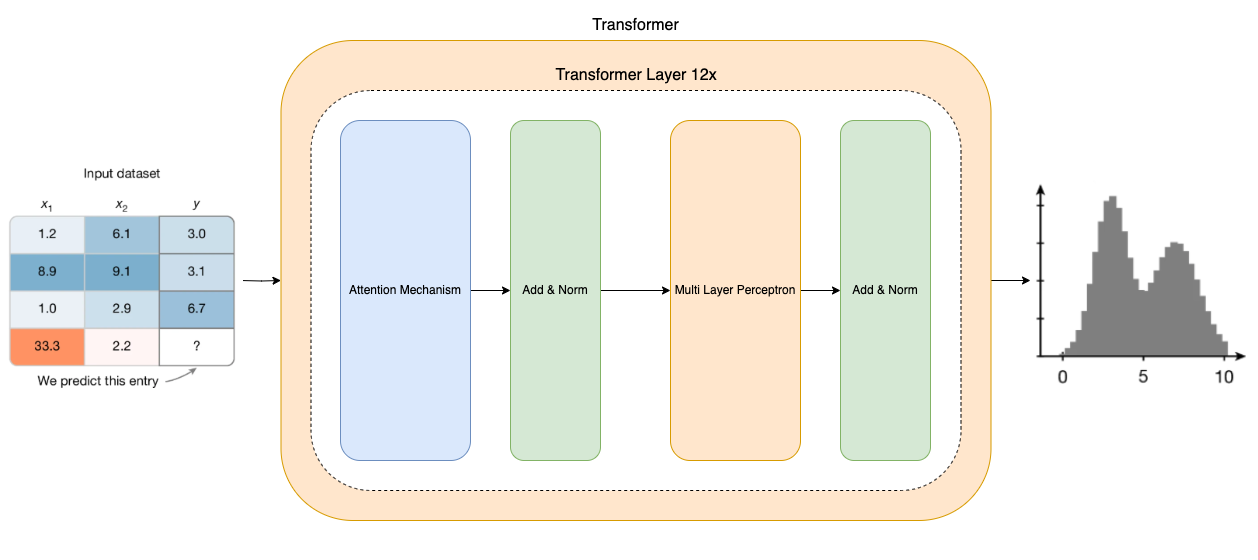 Transformer
Transformer Layer 12x
Input dataset
x1 x2 y
1.2 6.1 3.0
8.9 9.1 3.1
1.0 2.9 6.7
33.3 2.2 ?
We predict this entry
Attention Mechanism
Add & Norm
Multi Layer Perceptron
Add & Norm
0 5 10